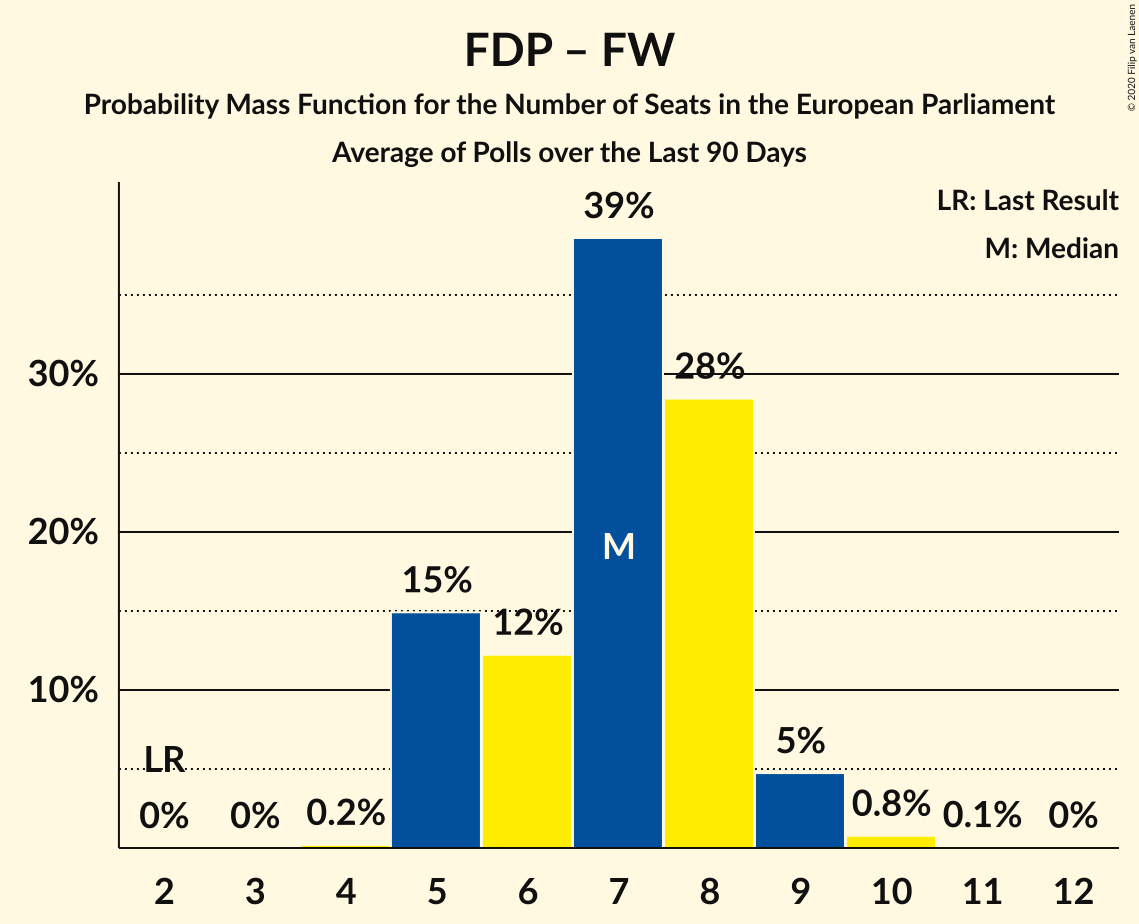 FDP – FW
Probability Mass Function for the Number of Seats in the European Parliament
Average of Polls over the Last 90 Days
© 2020 Filip van Laenen
LR: Last Result
M: Median
39%
30%
28%
20%
M
15%
12%
10%
5%
LR
0%
0%
0.2%
0.8%
0.1%
0%
2 3 4 5 6 7 8 9 10 11 12